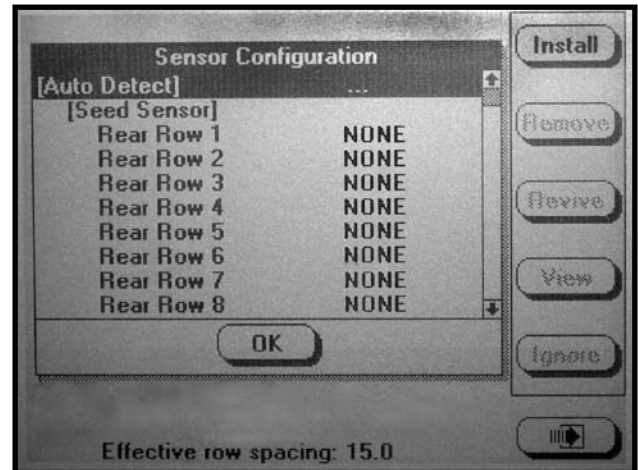 Sensor Configuration
[Auto Detect] ...
[Seed Sensor]
Rear Row 1 NONE
Rear Row 2 NONE
Rear Row 3 NONE
Rear Row 4 NONE
Rear Row 5 NONE
Rear Row 6 NONE
Rear Row 7 NONE
Rear Row 8 NONE
OK
Effective row spacing: 15.0
Install
Remove
Revive
View
Ignore